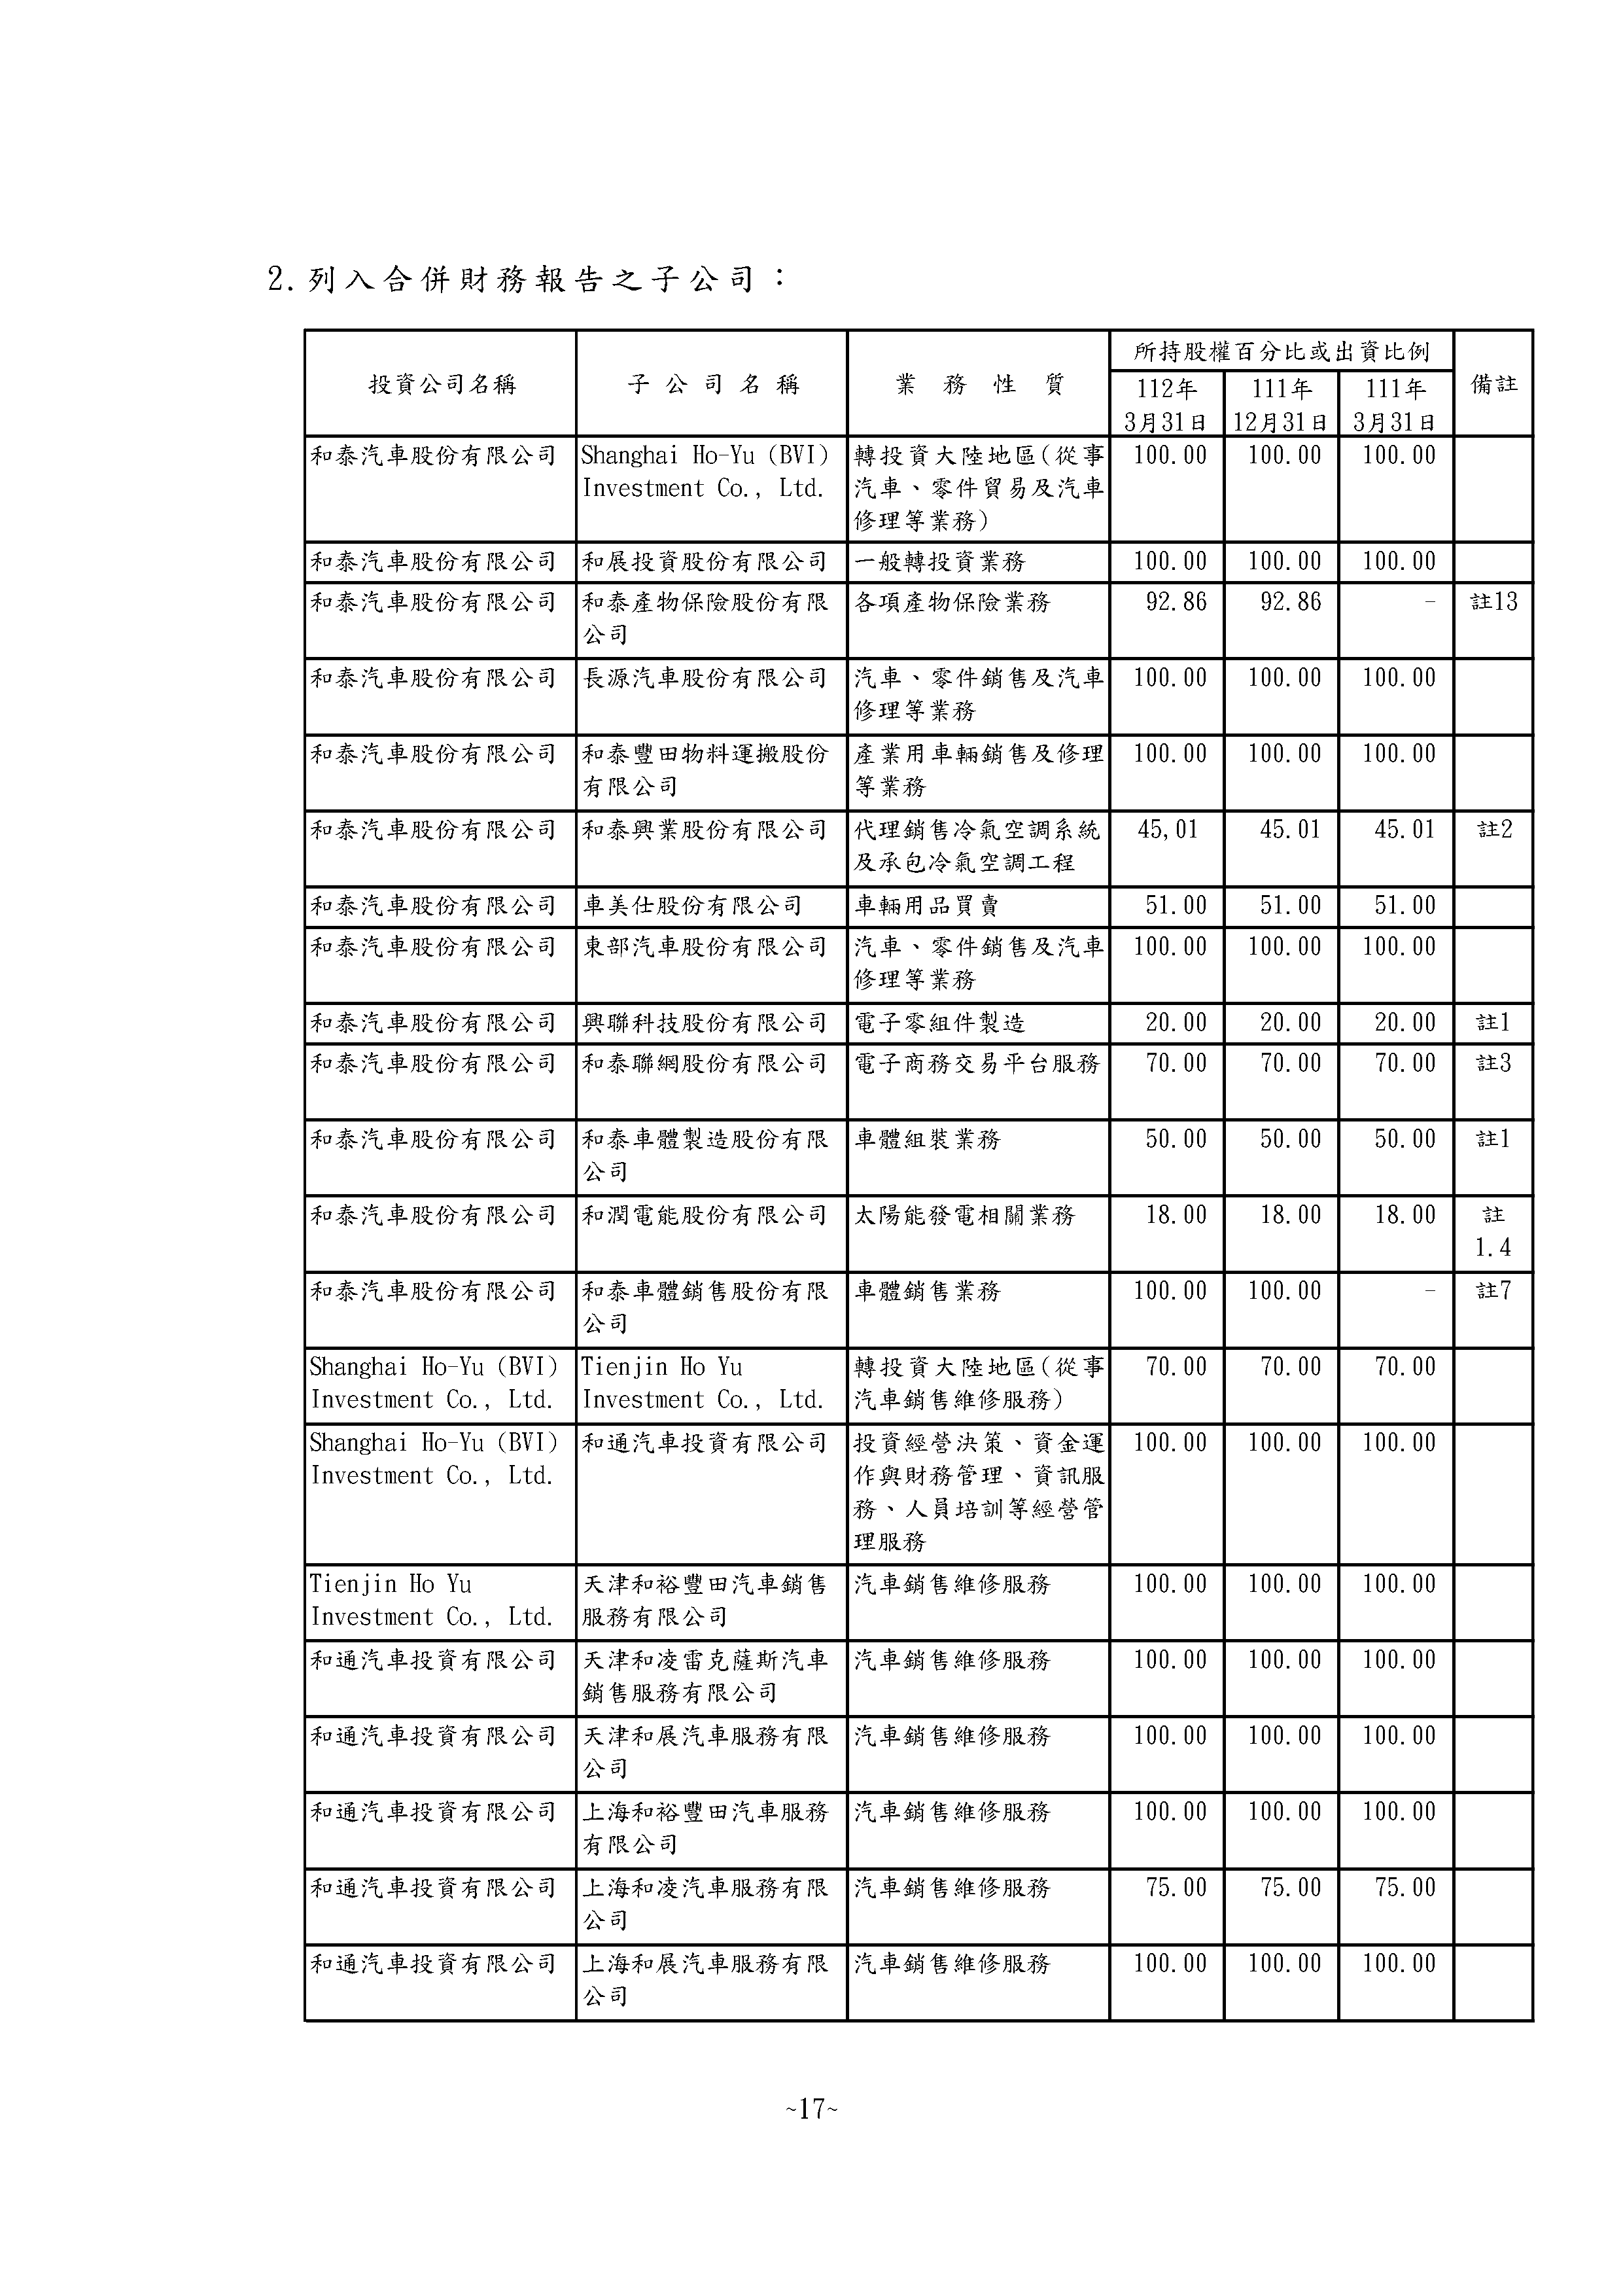 2. 列入合併財務報告之子公司：
所持股權百分比或出資比例
投資公司名稱 子公司名稱 業務性質 備註
112年 111年 111年
3月31日 12月31日 3月31日
和泰汽車股份有限公司 Shanghai Ho-Yu (BVI) 轉投資大陸地區(從事 100.00 100.00 100.00
Investment Co., Ltd. 汽車、零件貿易及汽車
修理等業務)
和泰汽車股份有限公司 和展投資股份有限公司 一般轉投資業務 100.00 100.00 100.00
和泰汽車股份有限公司 和泰產物保險股份有限 各項產物保險業務 92.86 92.86 - 註13
公司
和泰汽車股份有限公司 長源汽車股份有限公司 汽車、零件銷售及汽車 100.00 100.00 100.00
修理等業務
和泰汽車股份有限公司 和泰豐田物料運搬股份 產業用車輛銷售及修理 100.00 100.00 100.00
有限公司 等業務
和泰汽車股份有限公司 和泰興業股份有限公司 代理銷售冷氣空調系統 45,01 45.01 45.01 註2
及承包冷氣空調工程
和泰汽車股份有限公司 車美仕股份有限公司 車輛用品買賣 51.00 51.00 51.00
和泰汽車股份有限公司 東部汽車股份有限公司 汽車、零件銷售及汽車 100.00 100.00 100.00
修理等業務
和泰汽車股份有限公司 興聯科技股份有限公司 電子零組件製造 20.00 20.00 20.00 註1
和泰汽車股份有限公司 和泰聯網股份有限公司 電子商務交易平台服務 70.00 70.00 70.00 註3
和泰汽車股份有限公司 和泰車體製造股份有限 車體組裝業務 50.00 50.00 50.00 註1
公司
和泰汽車股份有限公司 和潤電能股份有限公司 太陽能發電相關業務 18.00 18.00 18.00 註
1.4
和泰汽車股份有限公司 和泰車體銷售股份有限 車體銷售業務 100.00 100.00 - 註7
公司
Shanghai Ho-Yu (BVI) Tienjin Ho Yu 轉投資大陸地區(從事 70.00 70.00 70.00
Investment Co., Ltd. Investment Co., Ltd. 汽車銷售維修服務)
Shanghai Ho-Yu (BVI) 和通汽車投資有限公司 投資經營決策、資金運 100.00 100.00 100.00
Investment Co., Ltd. 作與財務管理、資訊服
務、人員培訓等經營管
理服務
Tienjin Ho Yu 天津和裕豐田汽車銷售 汽車銷售維修服務 100.00 100.00 100.00
Investment Co., Ltd. 服務有限公司
和通汽車投資有限公司 天津和凌雷克薩斯汽車 汽車銷售維修服務 100.00 100.00 100.00
銷售服務有限公司
和通汽車投資有限公司 天津和展汽車服務有限 汽車銷售維修服務 100.00 100.00 100.00
公司
和通汽車投資有限公司 上海和裕豐田汽車服務 汽車銷售維修服務 100.00 100.00 100.00
有限公司
和通汽車投資有限公司 上海和凌汽車服務有限 汽車銷售維修服務 75.00 75.00 75.00
公司
和通汽車投資有限公司 上海和展汽車服務有限 汽車銷售維修服務 100.00 100.00 100.00
公司
~17~